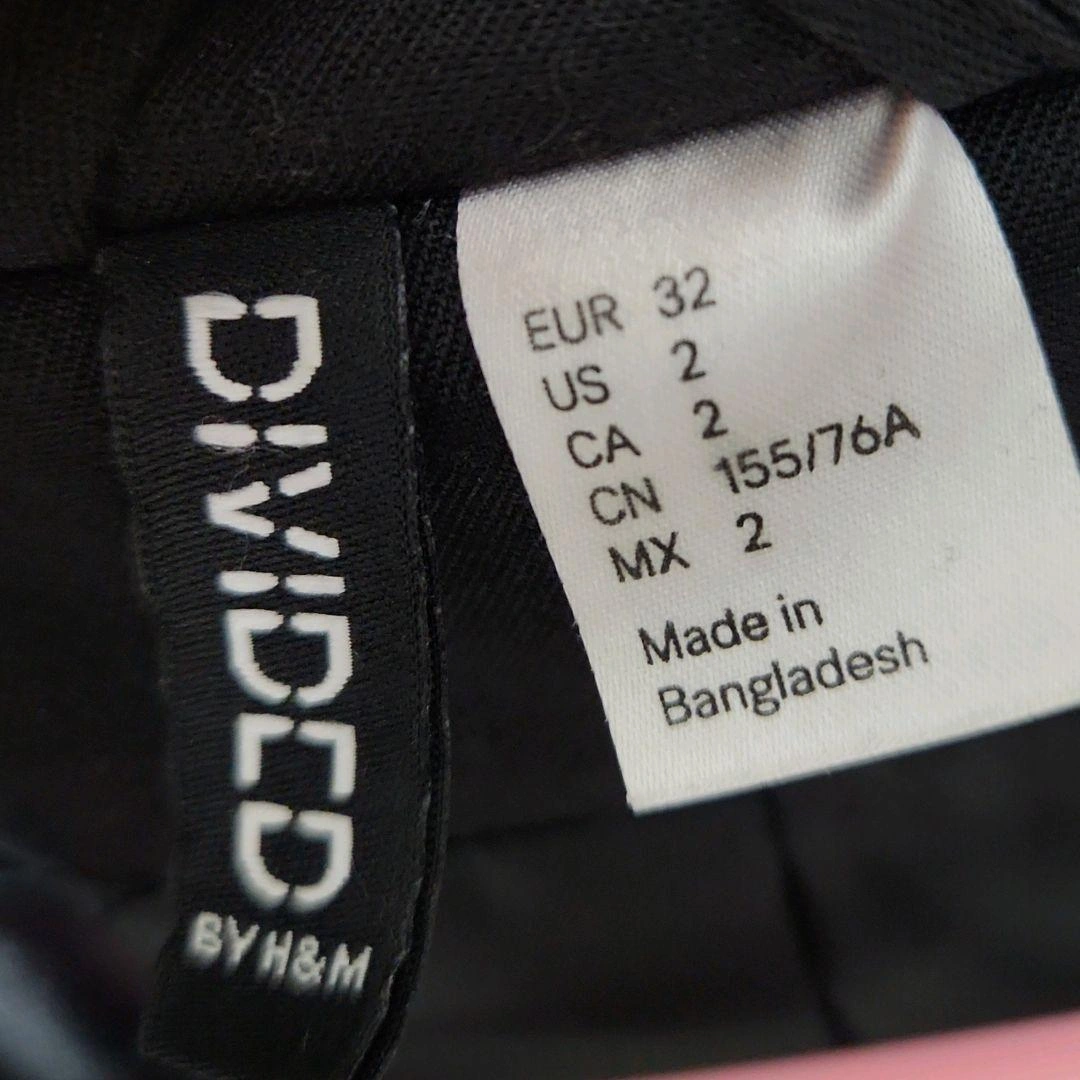 DIVIDED
BY H&M
EUR 32
US 2
CA 2
CN 155/76A
MX 2
Made in
Bangladesh